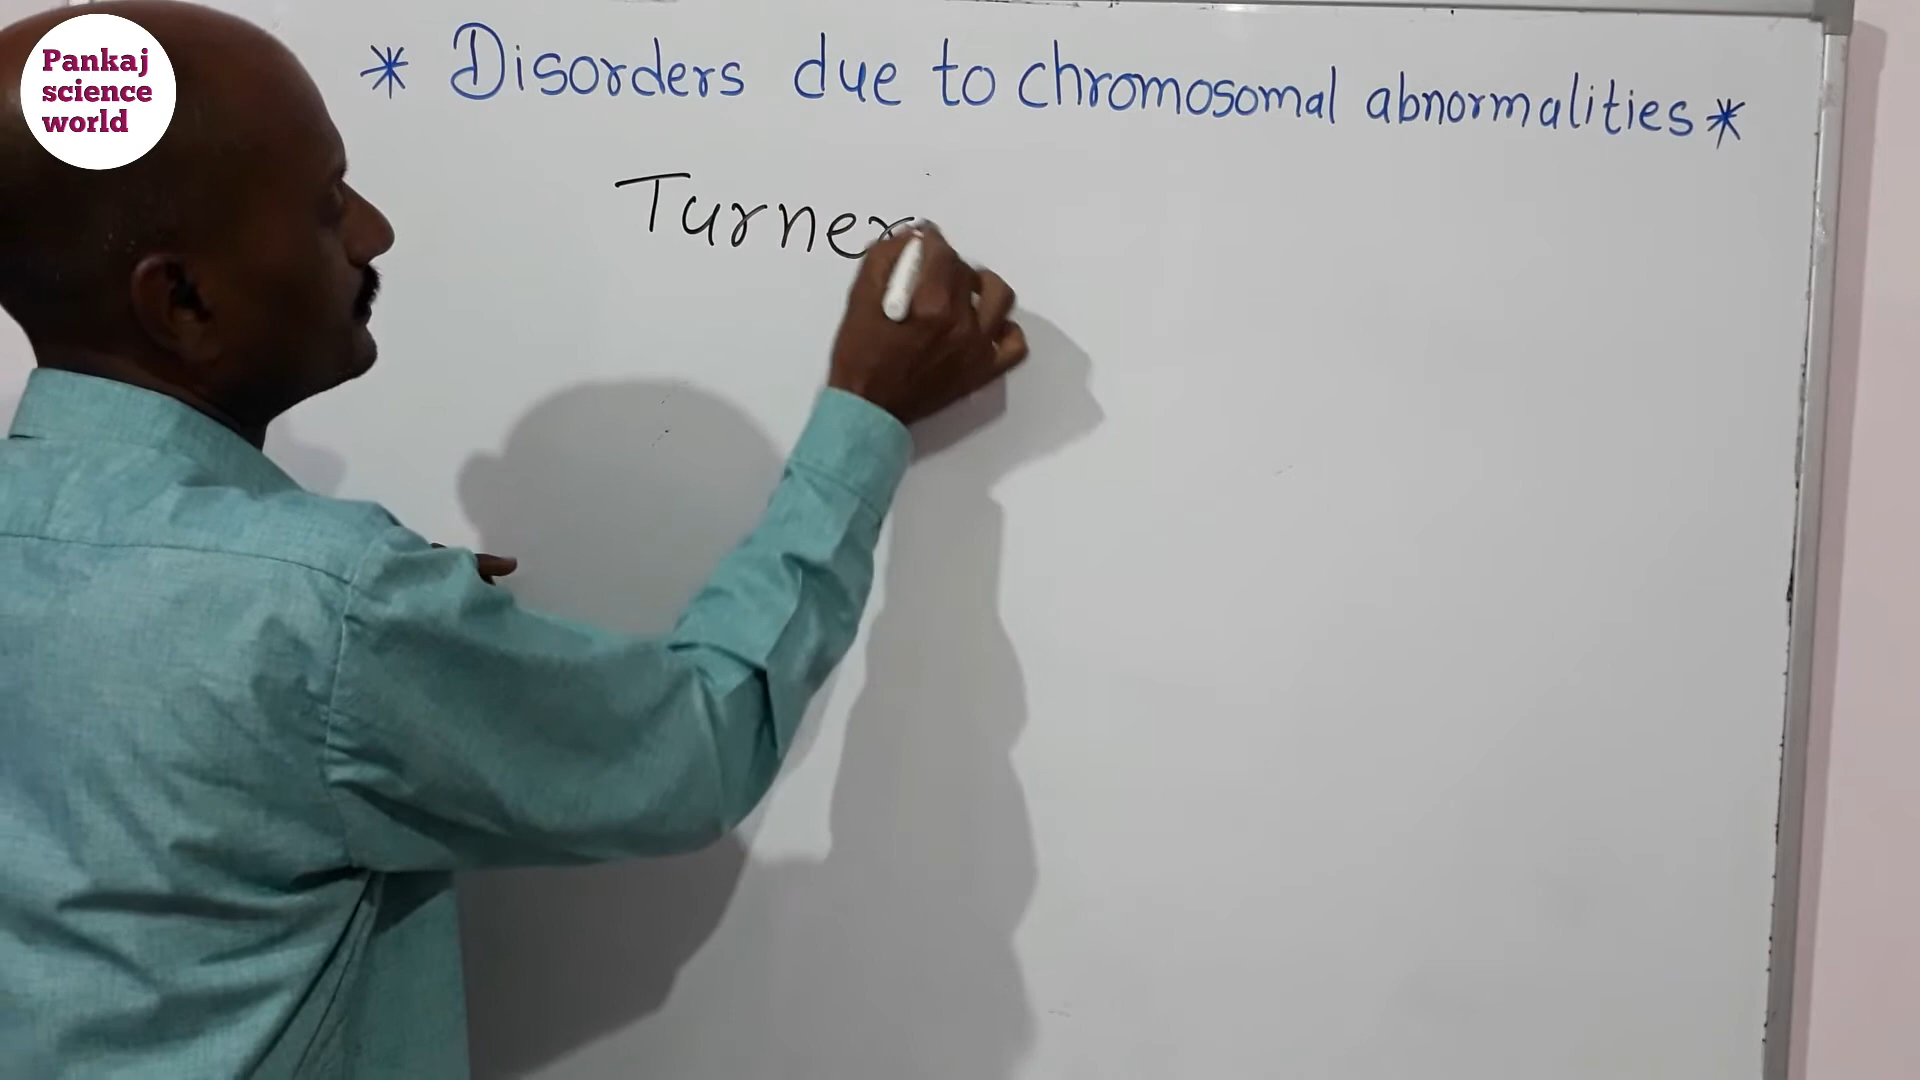 Pankaj
science
world
* Disorders due to chromosomal abnormalities *
Turner